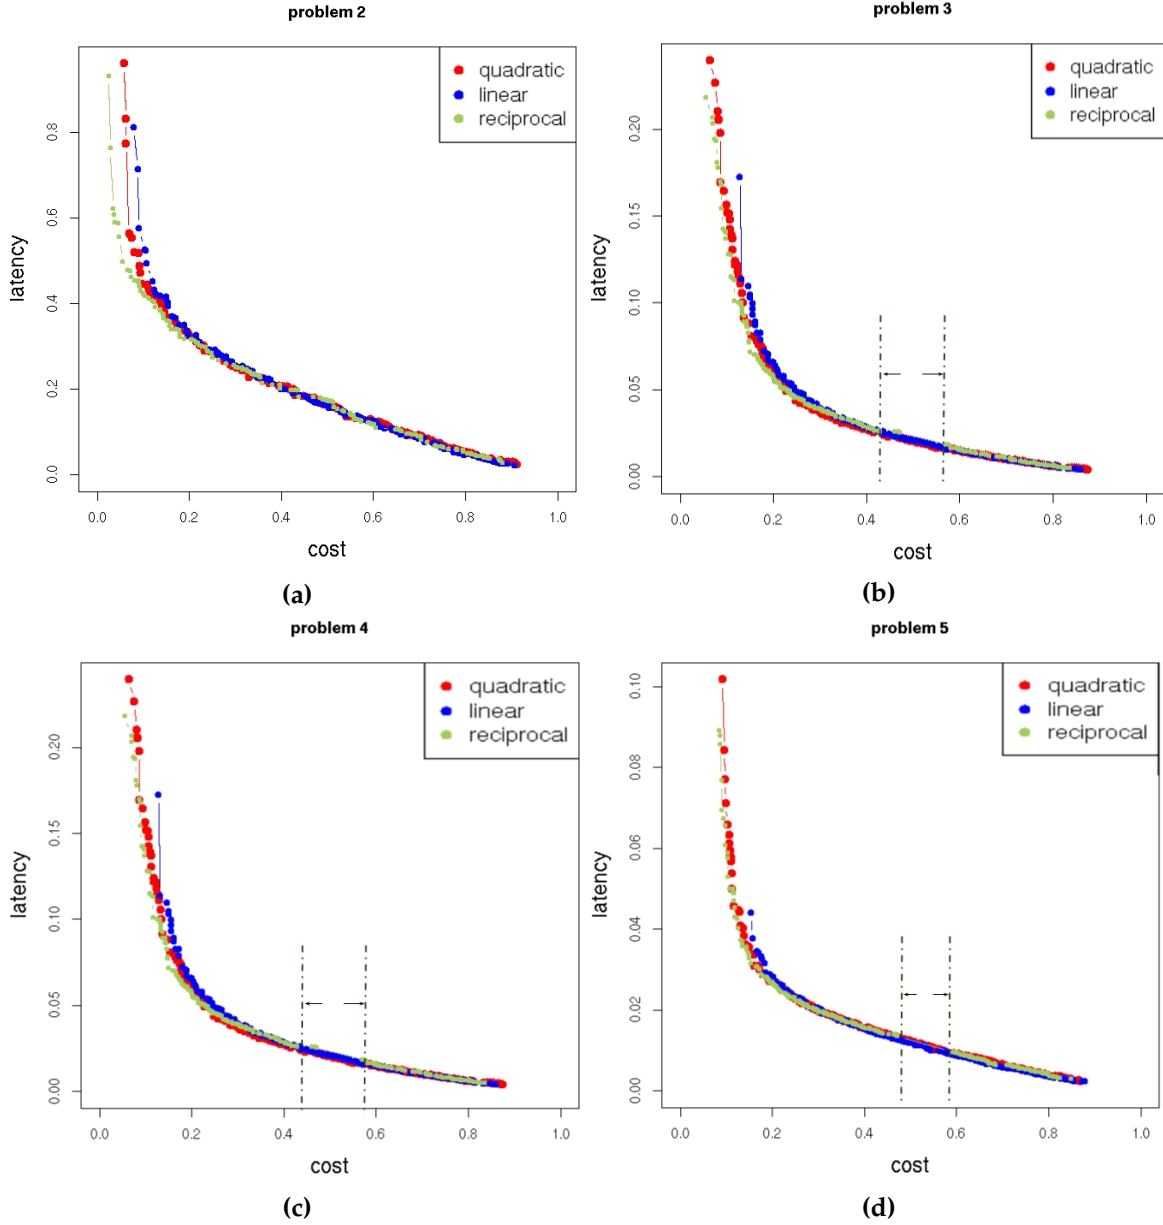 problem 2
quadratic
linear
reciprocal
latency
0.0
0.2
0.4
0.6
0.8
0.0 0.2 0.4 0.6 0.8 1.0
cost
(a)
problem 3
quadratic
linear
reciprocal
latency
0.00
0.05
0.10
0.15
0.20
0.0 0.2 0.4 0.6 0.8 1.0
cost
(b)
problem 4
quadratic
linear
reciprocal
latency
0.00
0.05
0.10
0.15
0.20
0.0 0.2 0.4 0.6 0.8 1.0
cost
(c)
problem 5
quadratic
linear
reciprocal
latency
0.00
0.02
0.04
0.06
0.08
0.10
0.0 0.2 0.4 0.6 0.8 1.0
cost
(d)